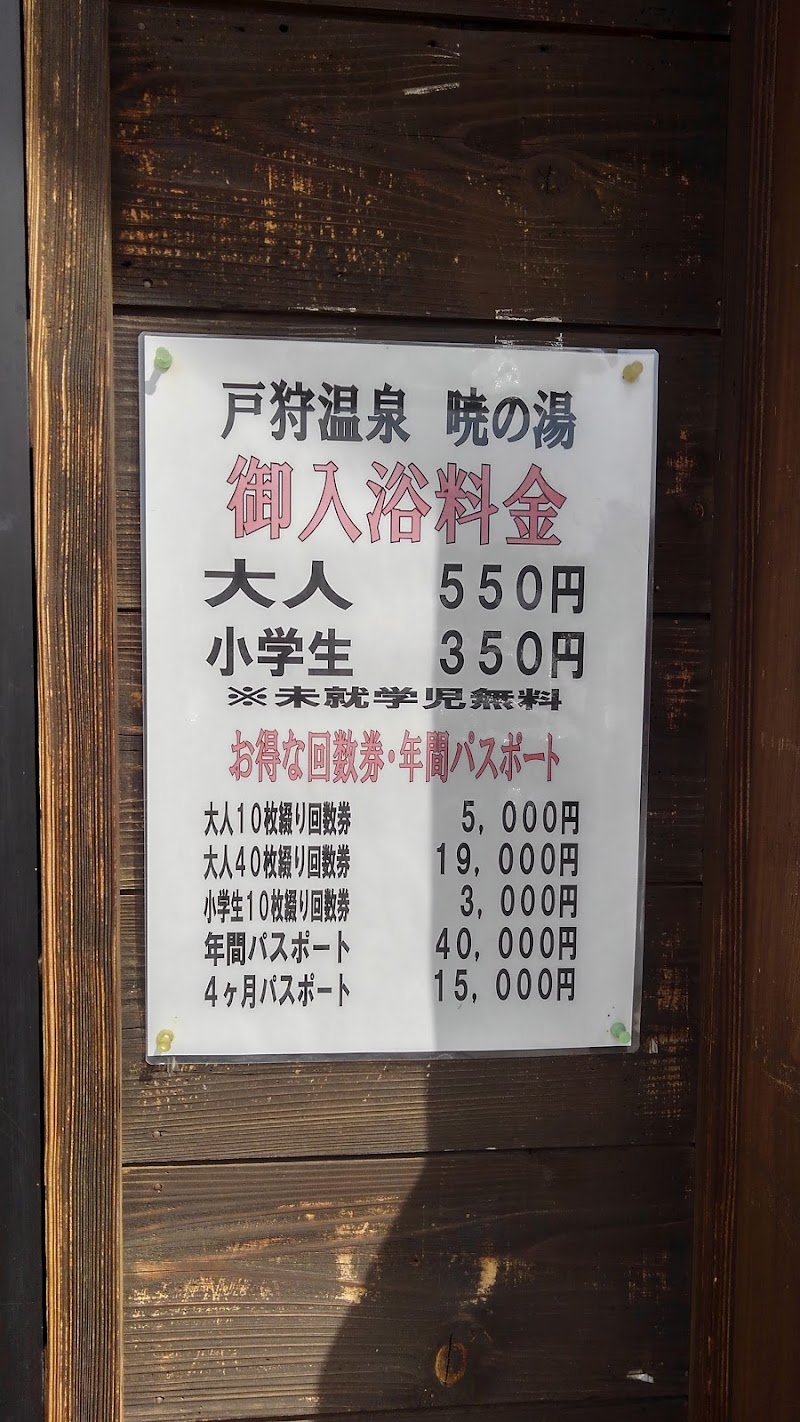 戸狩温泉 暁の湯
御入浴料金
大人 550円
小学生 350円
※未就学児無料
お得な回数券・年間パスポート
大人10枚綴り回数券 5,000円
大人40枚綴り回数券 19,000円
小学生10枚綴り回数券 3,000円
年間パスポート 40,000円
4ヶ月パスポート 15,000円